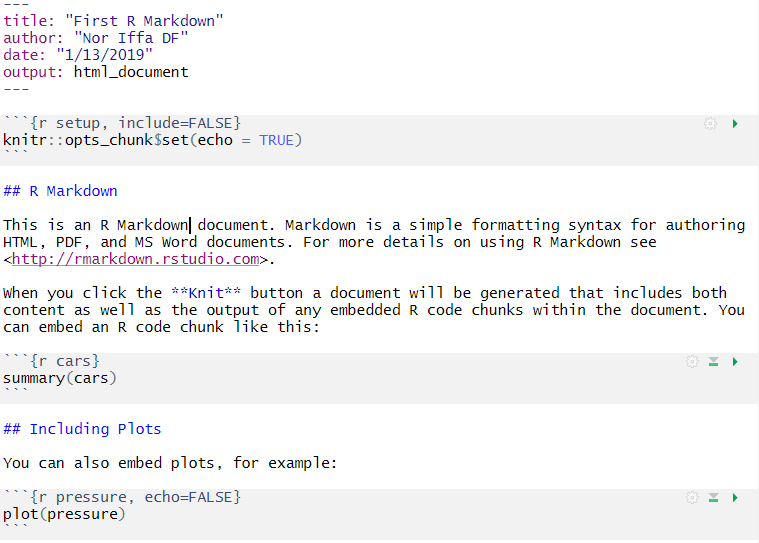 ---
title: "First R Markdown"
author: "Nor Iffa DF"
date: "1/13/2019"
output: html_document
---
```{r setup, include=FALSE}
knitr::opts_chunk$set(echo = TRUE)
```
## R Markdown
This is an R Markdown document. Markdown is a simple formatting syntax for authoring
HTML, PDF, and MS Word documents. For more details on using R Markdown see
<http://rmarkdown.rstudio.com>.
When you click the **Knit** button a document will be generated that includes both
content as well as the output of any embedded R code chunks within the document. You
can embed an R code chunk like this:
```{r cars}
summary(cars)
```
## Including Plots
You can also embed plots, for example:
```{r pressure, echo=FALSE}
plot(pressure)
```